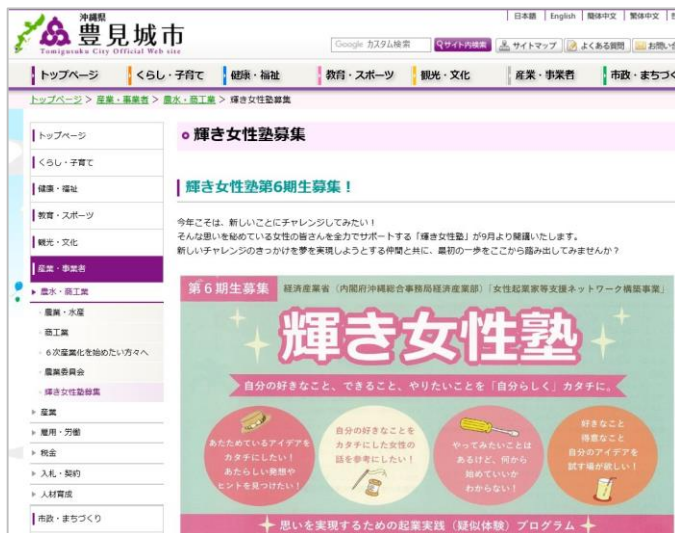 沖縄県
豊見城市
Tomigusuku City Official Web site
日本語 English 簡体中文 繁体中文
Google カスタム検索 サイト内検索 サイトマップ よくある質問 お問い合
トップページ くらし・子育て 健康・福祉 教育・スポーツ 観光・文化 産業・事業者 市政・まちづく
トップページ > 産業・事業者 > 農水・商工業 > 輝き女性塾募集
トップページ
くらし・子育て
健康・福祉
教育・スポーツ
観光・文化
産業・事業者
農水・商工業
農業・水産
商工業
6次産業化を始めたい方々へ
農業委員会
輝き女性塾募集
産業
雇用・労働
税金
入札・契約
人材育成
市政・まちづくり
輝き女性塾募集
輝き女性塾第6期生募集!
今年こそは、新しいことにチャレンジしてみたい!
そんな思いを秘めている女性の皆さんを全力でサポートする「輝き女性塾」が9月より開講いたします。
新しいチャレンジのきっかけを夢を実現しようとする仲間と共に、最初の一歩をここから踏み出してみませんか?
第6期生募集 経済産業省(内閣府沖縄総合事務局経済産業部)「女性起業家等支援ネットワーク構築事業」
輝き女性塾
自分の好きなこと、できること、やりたいことを「自分らしく」カタチに。
あたためているアイデアを
カタチにしたい!
あたらしい発想や
ヒントを見つけたい!
自分の好きなことを
カタチにした女性の
話を参考にしたい!
やってみたいことは
あるけど、何から
始めていいか
わからない!
好きなこと
得意なこと
自分のアイデアを
試す場が欲しい!
思いを実現するための起業実践(疑似体験)プログラム